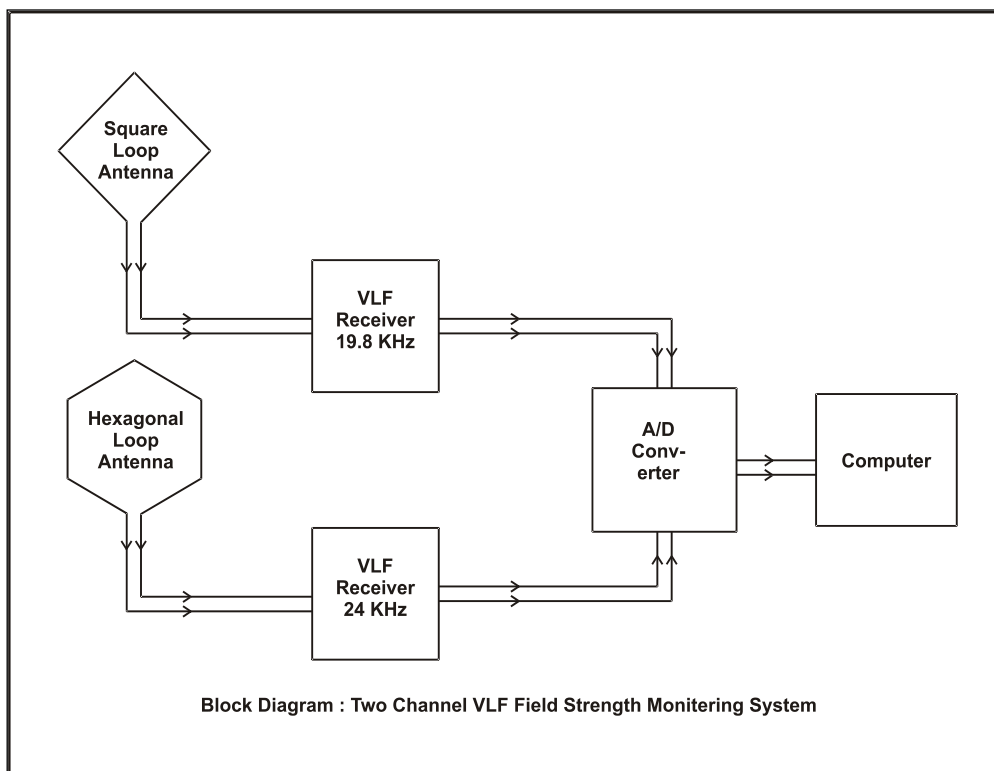 Square
Loop
Antenna
VLF
Receiver
19.8 KHz
Hexagonal
Loop
Antenna
A/D
Conv-
erter
Computer
VLF
Receiver
24 KHz
Block Diagram : Two Channel VLF Field Strength Monitering System